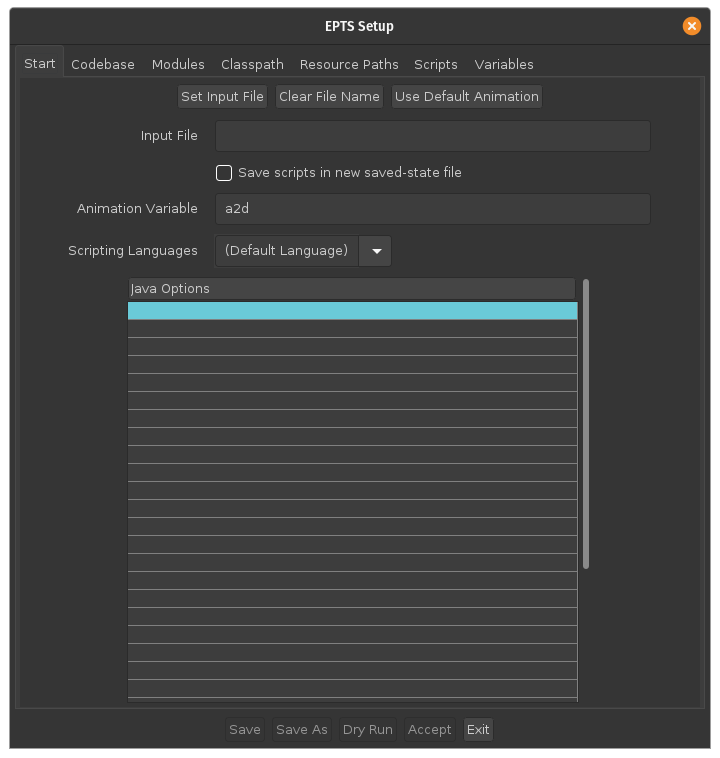 EPTS Setup
Start Codebase Modules Classpath Resource Paths Scripts Variables
Set Input File Clear File Name Use Default Animation
Input File
Save scripts in new saved-state file
Animation Variable a2d
Scripting Languages (Default Language)
Java Options
Save Save As Dry Run Accept Exit